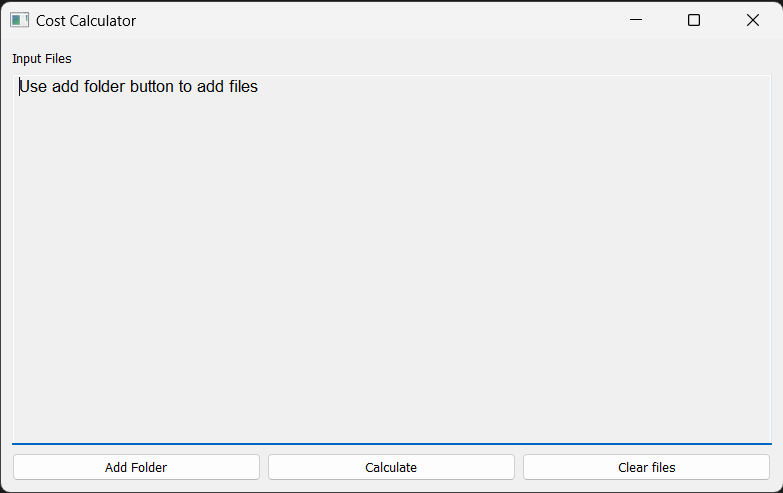 Cost Calculator
Input Files
Use add folder button to add files
Add Folder
Calculate
Clear files